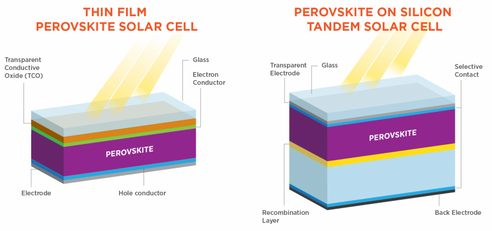 THIN FILM
PEROVSKITE SOLAR CELL
Transparent
Conductive
Oxide (TCO)
Glass
Electron
Conductor
PEROVSKITE
Electrode
Hole conductor
PEROVSKITE ON SILICON
TANDEM SOLAR CELL
Transparent
Electrode
Glass
Selective
Contact
PEROVSKITE
Recombination
Layer
Back Electrode